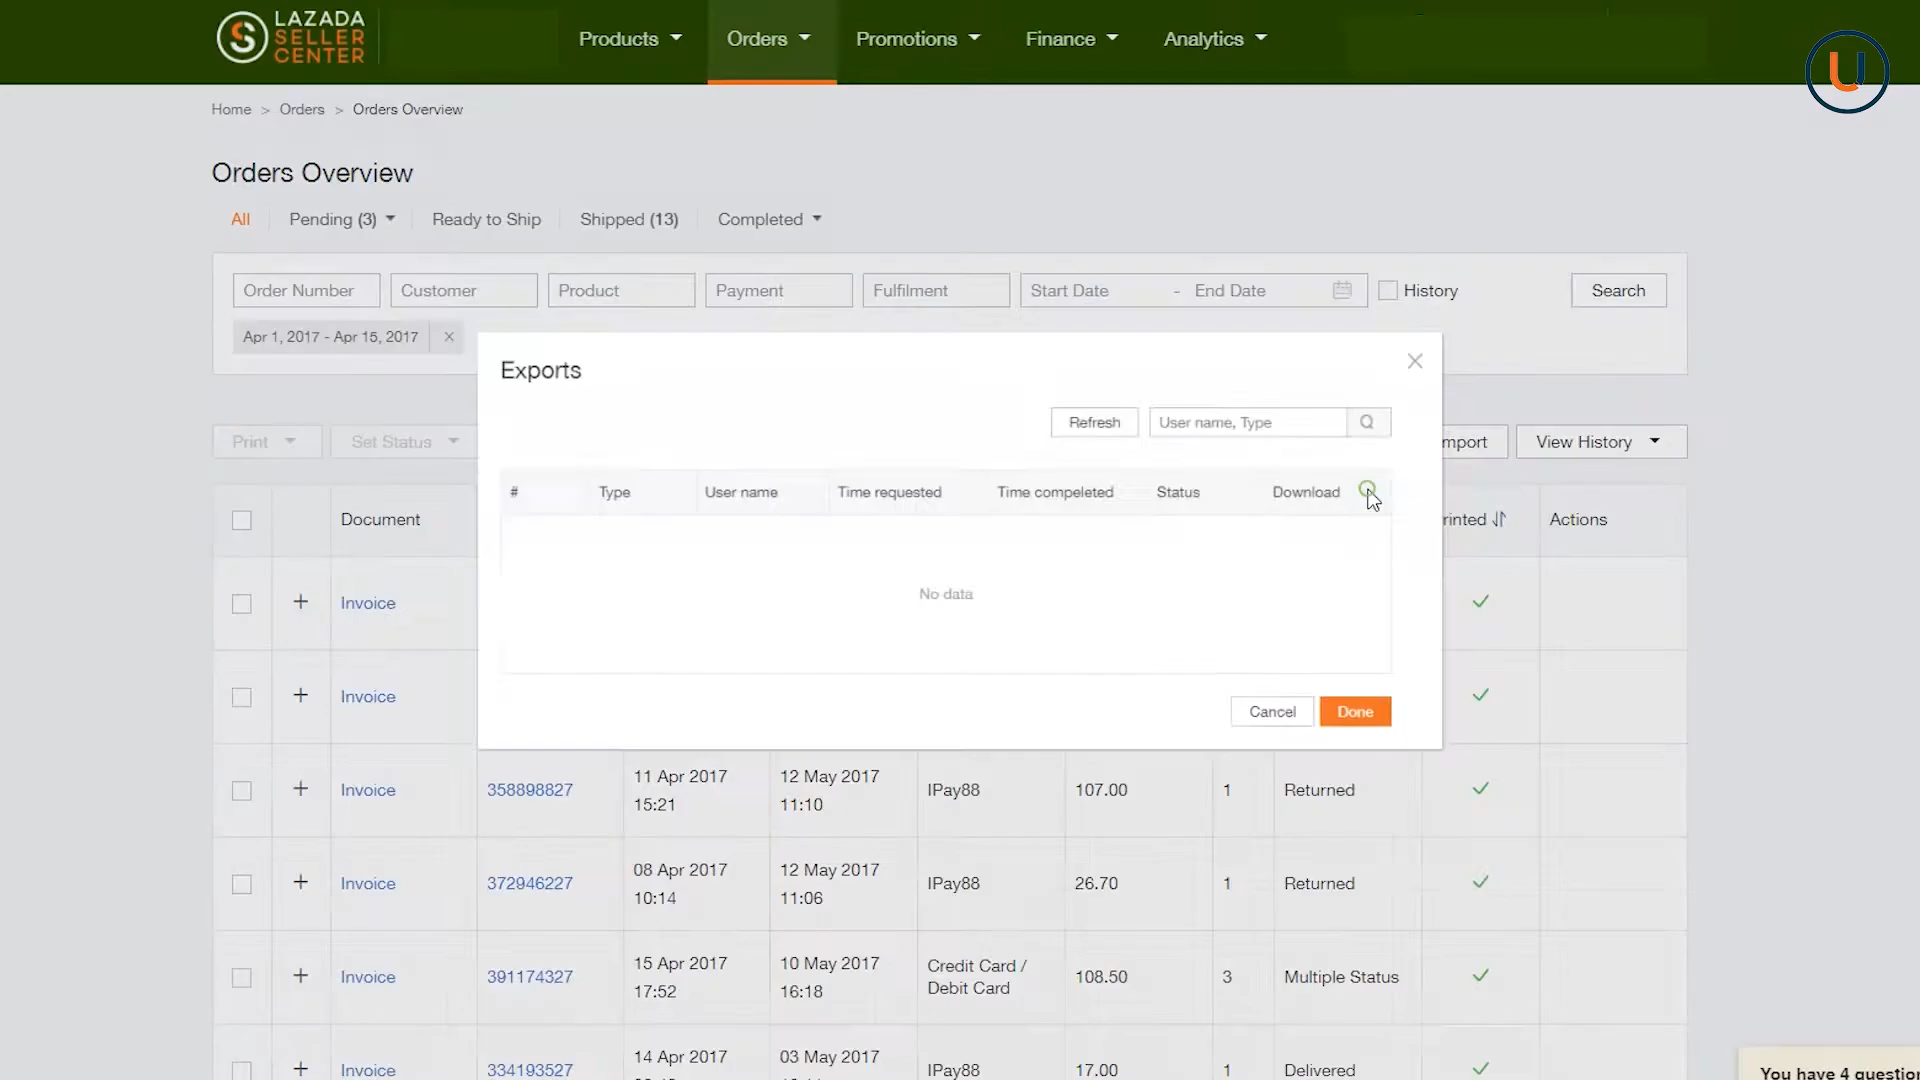 LAZADA
SELLER
CENTER
Products
Orders
Promotions
Finance
Analytics
U
Home > Orders > Orders Overview
Orders Overview
All
Pending (3)
Ready to Ship
Shipped (13)
Completed
Order Number
Customer
Product
Payment
Fulfilment
Start Date - End Date
History
Search
Apr 1, 2017 - Apr 15, 2017
Exports
Refresh
User name, Type
Print
Set Status
mport
View History
# Type User name Time requested Time compeleted Status Download
Document
rinted
Actions
No data
Invoice
Invoice
Cancel
Done
Invoice 358898827 11 Apr 2017 12 May 2017 IPay88 107.00 1 Returned
15:21 11:10
Invoice 372946227 08 Apr 2017 12 May 2017 IPay88 26.70 1 Returned
10:14 11:06
Invoice 391174327 15 Apr 2017 10 May 2017 Credit Card / 108.50 3 Multiple Status
17:52 16:18 Debit Card
Invoice 334193527 14 Apr 2017 03 May 2017 IPay88 17.00 1 Delivered
You have 4 question